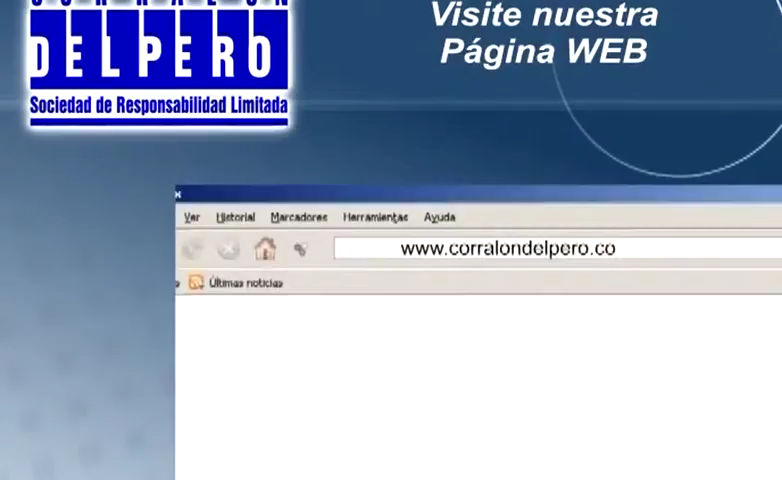 DELPERO
Sociedad de Responsabilidad Limitada
Visite nuestra
Página WEB
Ver Historial Marcadores Herramientas Ayuda
www.corralondelpero.co
Últimas noticias